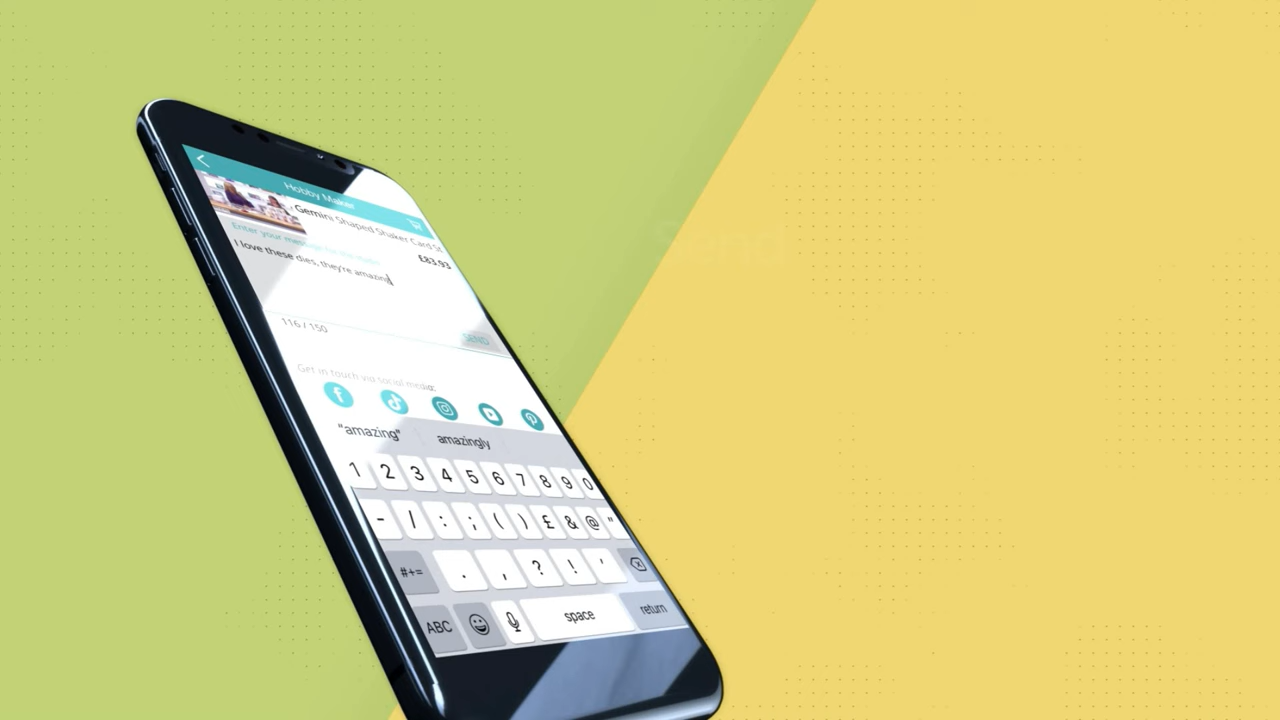 Hobby Maker
Gemini Shaped Shaker Card St
£83.93
Enter your message
I love these dies, they're amazing
116 / 150
SEND
Get in touch via social media:
"amazing" amazingly
1 2 3 4 5 6 7 8 9 0
- / : ; ( ) £ & @ "
#+= . , ? ! '
ABC space return